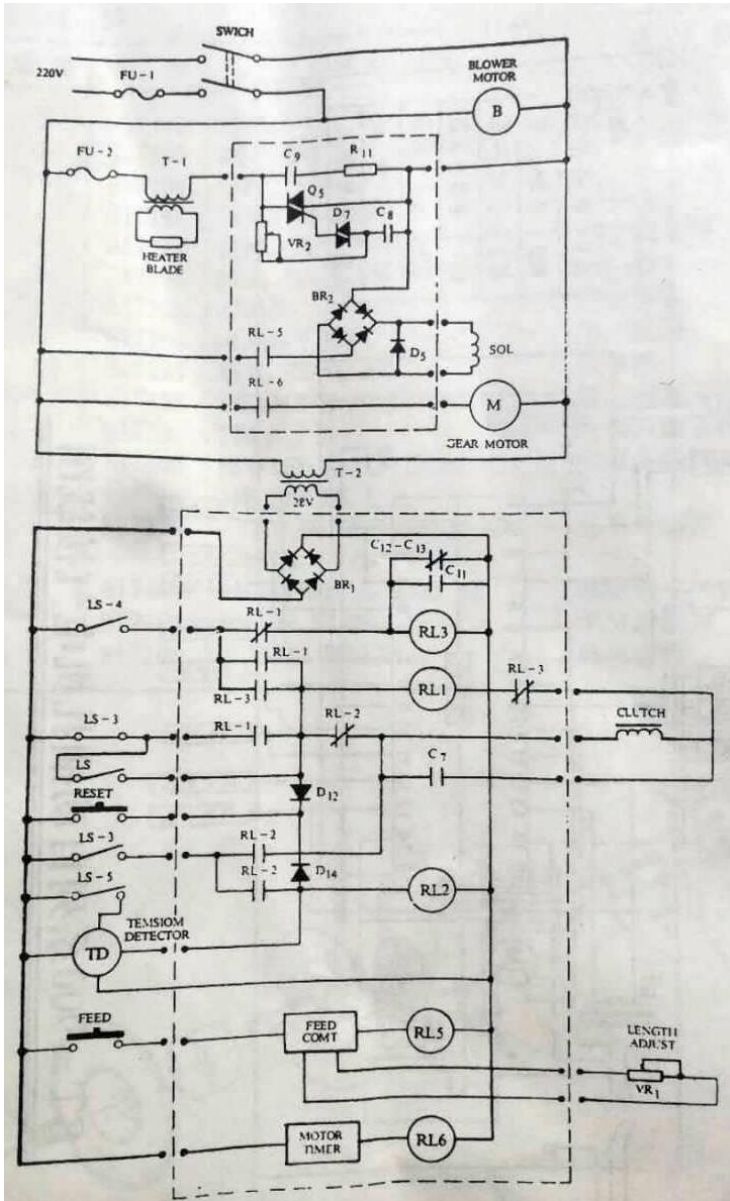 SWICH
220V
FU-1
BLOWER
MOTOR
B
FU-2
T-1
C9
R11
Q5
D7
C8
VR2
HEATER
BLADE
BR2
RL-5
D5
SOL
RL-6
M
GEAR MOTOR
T-2
28V
C12-C13
BR1
C11
LS-4
RL-1
RL3
RL-1
RL-3
RL1
RL-3
LS-3
RL-1
RL-2
CLUTCH
LS
C7
RESET
D12
LS-3
RL-2
LS-5
RL-2
D14
RL2
TEMSIOM
DETECTOR
TD
FEED
FEED
COMT
RL5
LENGTH
ADJUST
VR1
MOTOR
TIMER
RL6